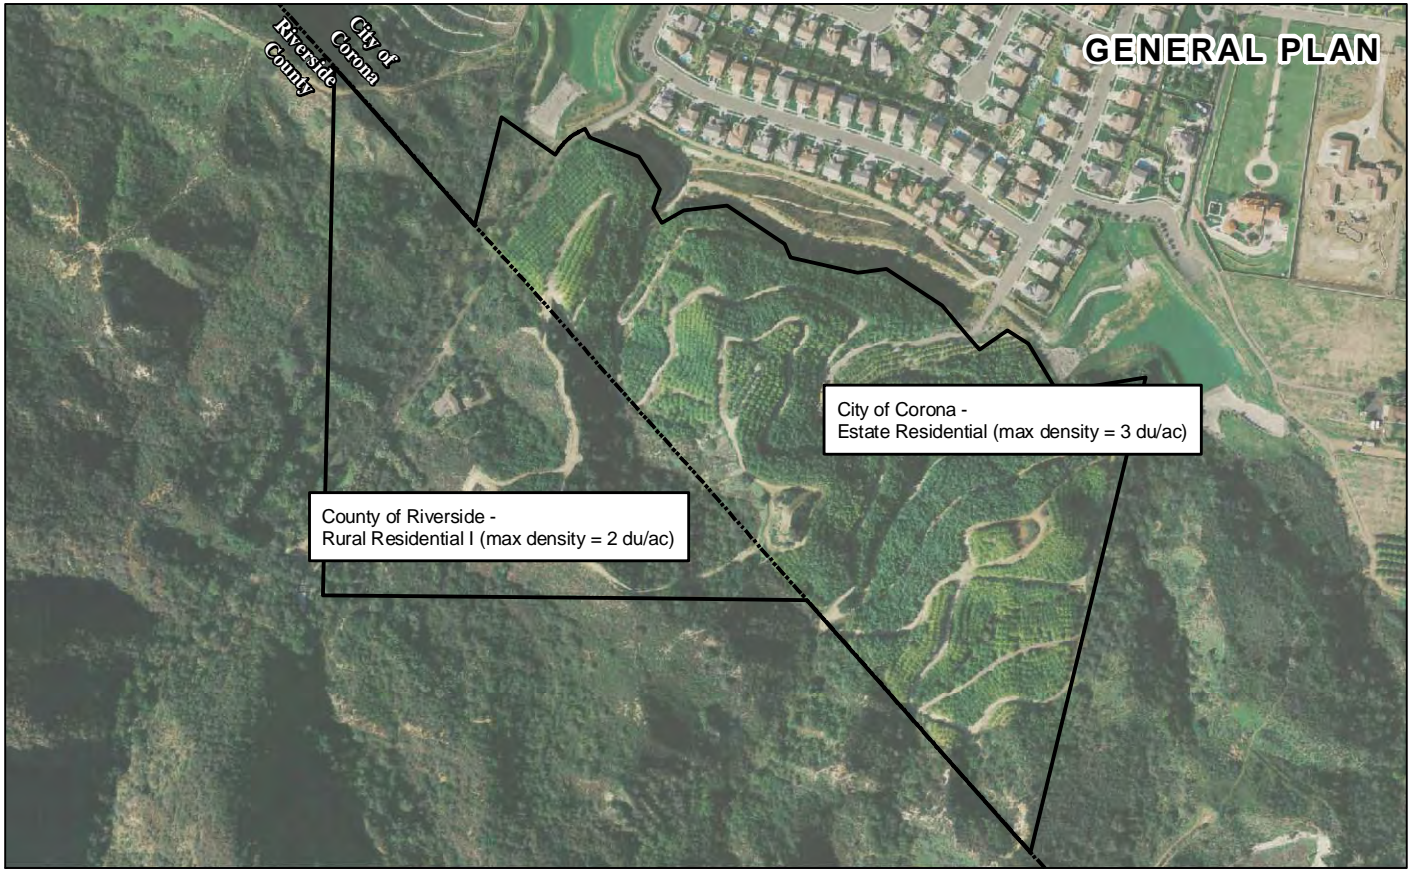 City of
Corona
Riverside
County
GENERAL PLAN
City of Corona -
Estate Residential (max density = 3 du/ac)
County of Riverside -
Rural Residential I (max density = 2 du/ac)